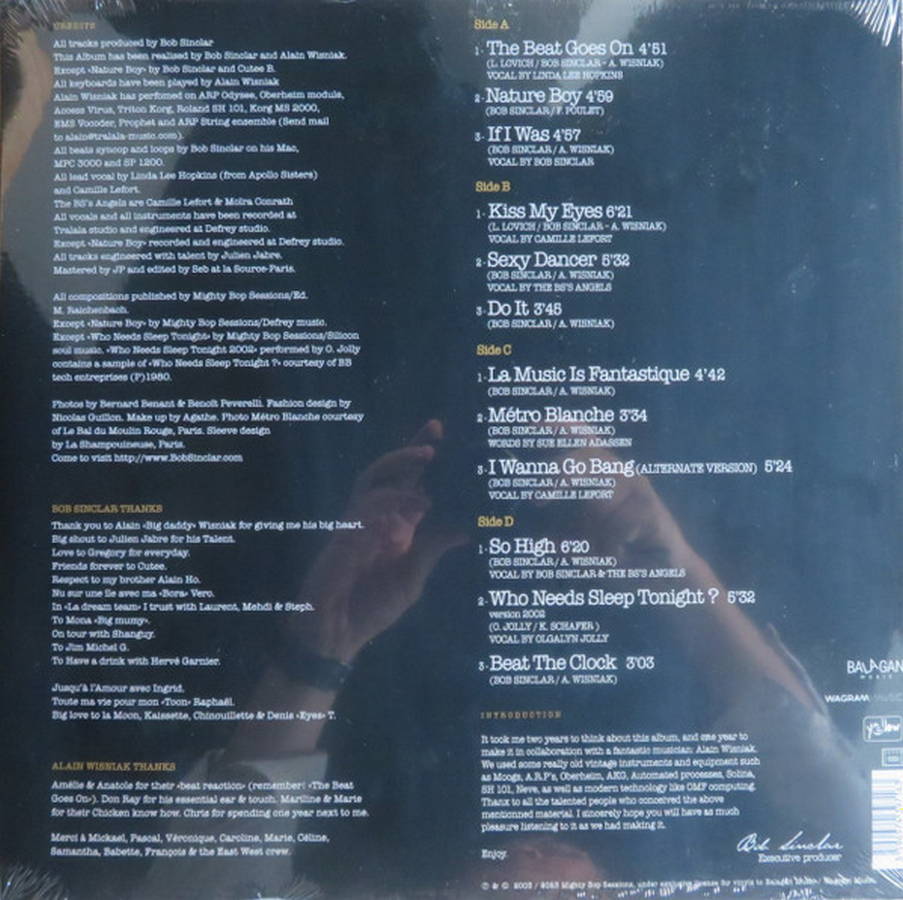 CREDITS
All tracks produced by Bob Sinclar
This Album has been realised by Bob Sinclar and Alain Wisniak.
Except «Nature Boy» by Bob Sinclar and Cutee B.
All keyboards have been played by Alain Wisniak
Alain Wisniak has perfomed on ARP Odysee, Oberheim moduls,
Access Virus, Triton Korg, Roland SH 101, Korg MS 2000,
EMS Vocoder, Prophet and ARP String ensemble (Send mail
to alain@tralala-music.com).
All beats syncop and loops by Bob Sinclar on his Mac,
MPC 3000 and SP 1200.
All lead vocal by Linda Lee Hopkins (from Apollo Sisters)
and Camille Lefort.
The BS's Angels are Camille Lefort & Moïra Conrath
All vocals and all instruments have been recorded at
Tralala studio and engineered at Defrey studio.
Except «Nature Boy» recorded and engineered at Defrey studio.
All tracks engineered with talent by Julien Jabre.
Mastered by JP and edited by Seb at la Source-Paris.
All compositions published by Mighty Bop Sessions/Ed.
M. Raichenbach.
Except «Nature Boy» by Mighty Bop Sessions/Defrey music.
Except «Who Needs Sleep Tonight» by Mighty Bop Sessions/Silicon
soul music. «Who Needs Sleep Tonight 2002» performed by O. Jolly
contains a sample of «Who Needs Sleep Tonight ?» courtesy of BB
tech entreprises (P)1980.
Photos by Bernard Benant & Benoît Peverelli. Fashion design by
Nicolas Guillon. Make up by Agathe. Photo Métro Blanche courtesy
of Le Bal du Moulin Rouge, Paris. Sleeve design
by La Shampouineuse, Paris.
Come to visit http://www.BobSinclar.com
BOB SINCLAR THANKS
Thank you to Alain «Big daddy» Wisniak for giving me his big heart.
Big shout to Julien Jabre for his Talent.
Love to Gregory for everyday.
Friends forever to Cutee.
Respect to my brother Alain Ho.
Nu sur une île avec ma «Bora» Vero.
In «La dream team» I trust with Laurent, Mehdi & Steph.
To Mona «Big mumy».
On tour with Shanguy.
To Jim Michel G.
To Have a drink with Hervé Garnier.
Jusqu'à l'Amour avec Ingrid.
Toute ma vie pour mon «Toon» Raphaël.
Big love to la Moon, Kaissette, Chinouillette & Denis «Eyes» T.
ALAIN WISNIAK THANKS
Amélie & Anatole for their «beat reaction» (remember! «The Beat
Goes On»). Don Ray for his essential ear & touch. Martine & Marie
for their Chicken know how. Chris for spending one year next to me.
Merci à Mickael, Pascal, Véronique, Caroline, Marie, Céline,
Samantha, Babette, François & the East West crew.
Side A
1· The Beat Goes On 4'51
(L. LOVICH / BOB SINCLAR - A. WISNIAK)
VOCAL BY LINDA LEE HOPKINS
2· Nature Boy 4'59
(BOB SINCLAR / F. POULET)
3· If I Was 4'57
(BOB SINCLAR / A. WISNIAK)
VOCAL BY BOB SINCLAR
Side B
1· Kiss My Eyes 6'21
(L. LOVICH / BOB SINCLAR - A. WISNIAK)
VOCAL BY CAMILLE LEFORT
2· Sexy Dancer 5'32
(BOB SINCLAR / A. WISNIAK)
VOCAL BY THE BS'S ANGELS
3· Do It 3'45
(BOB SINCLAR / A. WISNIAK)
Side C
1· La Music Is Fantastique 4'42
(BOB SINCLAR / A. WISNIAK)
2· Métro Blanche 3'34
(BOB SINCLAR / A. WISNIAK)
WORDS BY SUE ELLEN ADASSEN
3· I Wanna Go Bang (ALTERNATE VERSION) 5'24
(BOB SINCLAR / A. WISNIAK)
VOCAL BY CAMILLE LEFORT
Side D
1· So High 6'20
(BOB SINCLAR / A. WISNIAK)
VOCAL BY BOB SINCLAR & THE BS'S ANGELS
2· Who Needs Sleep Tonight ? 5'32
version 2002
(O. JOLLY / K. SCHAFER )
VOCAL BY OLGALYN JOLLY
3· Beat The Clock 3'03
(BOB SINCLAR / A. WISNIAK)
INTRODUCTION
It took me two years to think about this album, and one year to
make it in collaboration with a fantastic musician: Alain Wisniak.
We used some really old vintage instruments and equipment such
as Moogs, A.R.P's, Oberheim, AKG, Automated processes, Solina,
SH 101, Neve, as well as modern technology like OMF computing.
Thanx to all the talented people who conceived the above
mentionned material. I sincerely hope you will have as much
pleasure listening to it as we had making it.
Enjoy.
Bob Sinclar
Executive producer
BALAGAN
MUSIC
WAGRAM MUSIC
yellow
℗ & © 2003 / 2023 Mighty Bop Sessions, under exclusive license for vinyls to Balagan Music / Wagram Music